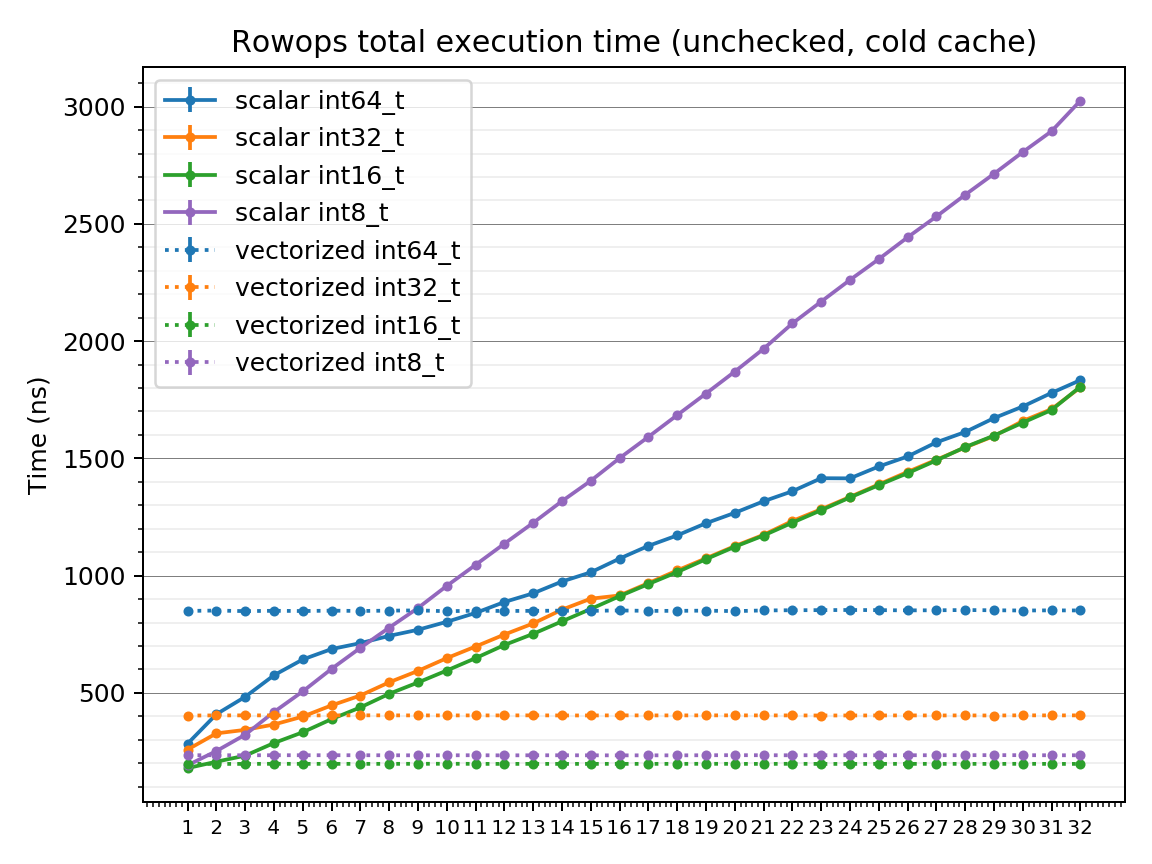 Rowops total execution time (unchecked, cold cache)
scalar int64_t
scalar int32_t
scalar int16_t
scalar int8_t
vectorized int64_t
vectorized int32_t
vectorized int16_t
vectorized int8_t
Time (ns)
3000
2500
2000
1500
1000
500
1 2 3 4 5 6 7 8 9 10 11 12 13 14 15 16 17 18 19 20 21 22 23 24 25 26 27 28 29 30 31 32